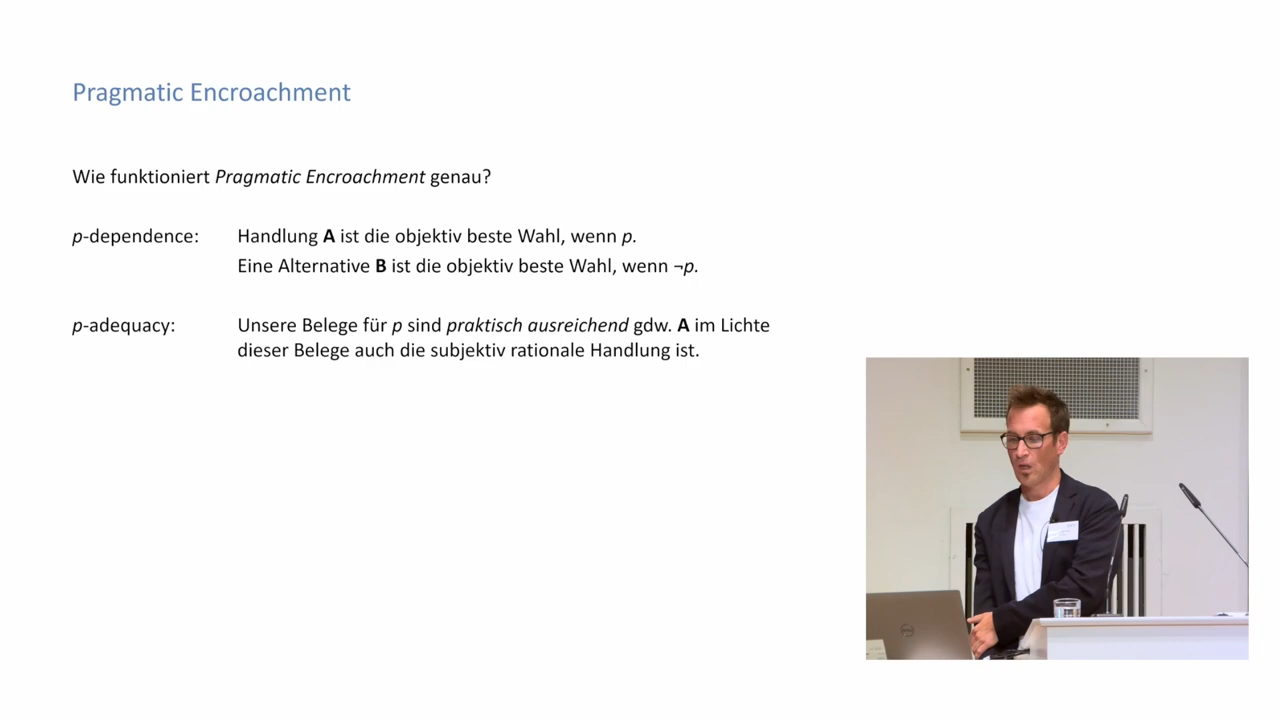 Pragmatic Encroachment
Wie funktioniert Pragmatic Encroachment genau?
p-dependence: Handlung A ist die objektiv beste Wahl, wenn p.
Eine Alternative B ist die objektiv beste Wahl, wenn ¬p.
p-adequacy: Unsere Belege für p sind praktisch ausreichend gdw. A im Lichte
dieser Belege auch die subjektiv rationale Handlung ist.